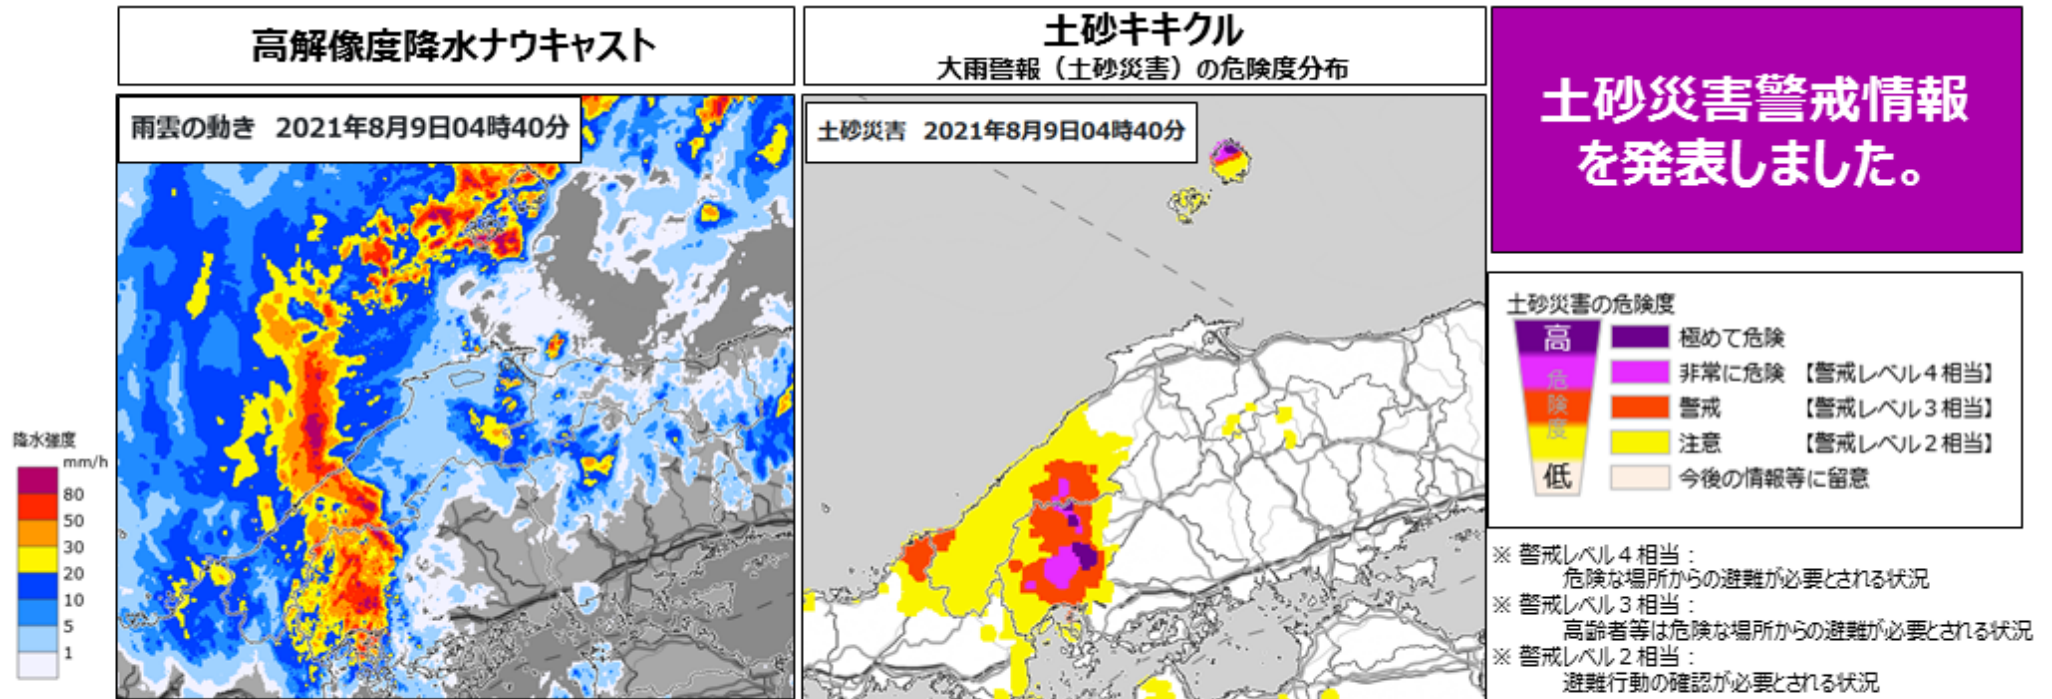 高解像度降水ナウキャスト
土砂キキクル
大雨警報（土砂災害）の危険度分布
土砂災害警戒情報
を発表しました。
雨雲の動き 2021年8月9日04時40分
土砂災害 2021年8月9日04時40分
降水強度
mm/h
80
50
30
20
10
5
1
土砂災害の危険度
高
危
険
度
低
極めて危険
非常に危険 【警戒レベル４相当】
警戒 【警戒レベル３相当】
注意 【警戒レベル２相当】
今後の情報等に留意
※ 警戒レベル４相当：
危険な場所からの避難が必要とされる状況
※ 警戒レベル３相当：
高齢者等は危険な場所からの避難が必要とされる状況
※ 警戒レベル２相当：
避難行動の確認が必要とされる状況